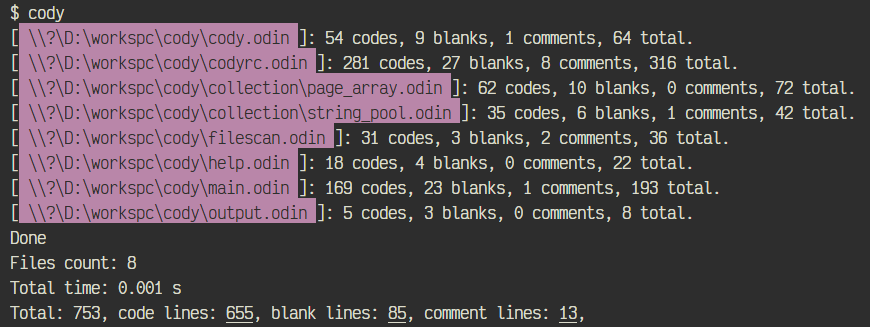 $ cody
[ \\?\D:\workspc\cody\cody.odin ]: 54 codes, 9 blanks, 1 comments, 64 total.
[ \\?\D:\workspc\cody\codyrc.odin ]: 281 codes, 27 blanks, 8 comments, 316 total.
[ \\?\D:\workspc\cody\collection\page_array.odin ]: 62 codes, 10 blanks, 0 comments, 72 total.
[ \\?\D:\workspc\cody\collection\string_pool.odin ]: 35 codes, 6 blanks, 1 comments, 42 total.
[ \\?\D:\workspc\cody\filescan.odin ]: 31 codes, 3 blanks, 2 comments, 36 total.
[ \\?\D:\workspc\cody\help.odin ]: 18 codes, 4 blanks, 0 comments, 22 total.
[ \\?\D:\workspc\cody\main.odin ]: 169 codes, 23 blanks, 1 comments, 193 total.
[ \\?\D:\workspc\cody\output.odin ]: 5 codes, 3 blanks, 0 comments, 8 total.
Done
Files count: 8
Total time: 0.001 s
Total: 753, code lines: 655, blank lines: 85, comment lines: 13,